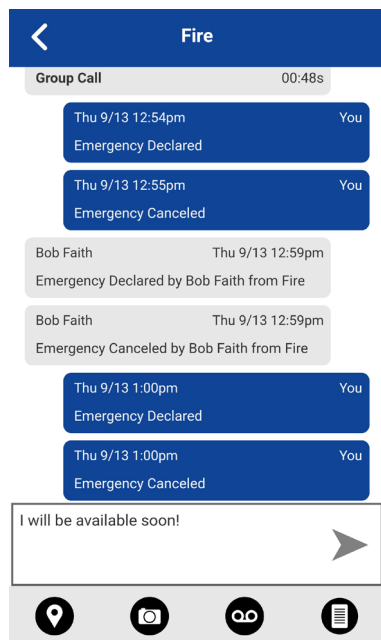 Fire
Group Call 00:48s
Thu 9/13 12:54pm You
Emergency Declared
Thu 9/13 12:55pm You
Emergency Canceled
Bob Faith Thu 9/13 12:59pm
Emergency Declared by Bob Faith from Fire
Bob Faith Thu 9/13 12:59pm
Emergency Canceled by Bob Faith from Fire
Thu 9/13 1:00pm You
Emergency Declared
Thu 9/13 1:00pm You
Emergency Canceled
I will be available soon!